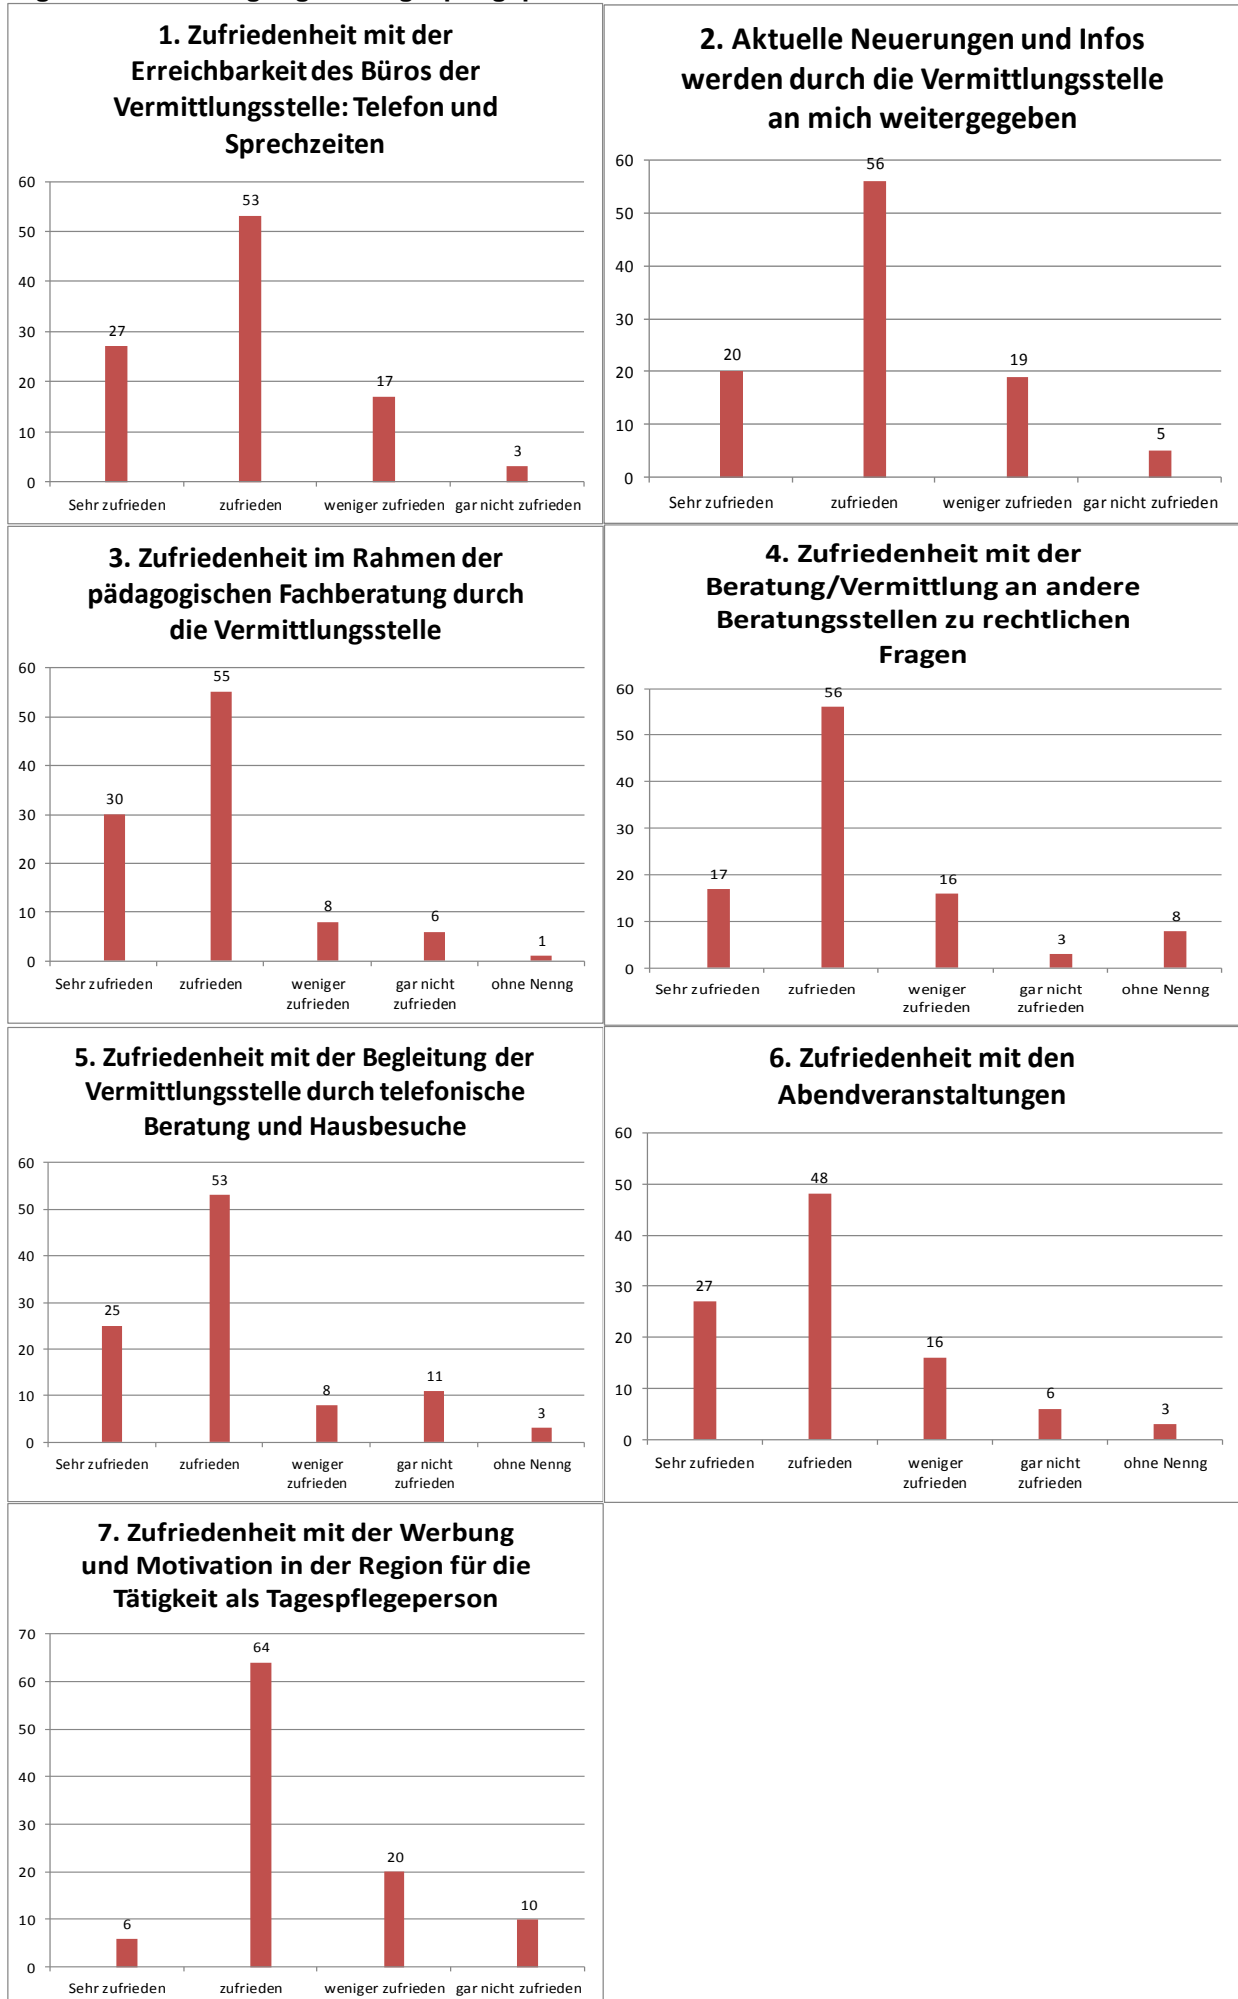 1. Zufriedenheit mit der
Erreichbarkeit des Büros der
Vermittlungsstelle: Telefon und
Sprechzeiten
60
50
40
30
20
10
0
27
53
17
3
Sehr zufrieden zufrieden weniger zufrieden gar nicht zufrieden
2. Aktuelle Neuerungen und Infos
werden durch die Vermittlungsstelle
an mich weitergegeben
60
50
40
30
20
10
0
20
56
19
5
Sehr zufrieden zufrieden weniger zufrieden gar nicht zufrieden
3. Zufriedenheit im Rahmen der
pädagogischen Fachberatung durch
die Vermittlungsstelle
60
50
40
30
20
10
0
30
55
8
6
1
Sehr zufrieden zufrieden weniger zufrieden gar nicht zufrieden ohne Nenng
4. Zufriedenheit mit der
Beratung/Vermittlung an andere
Beratungsstellen zu rechtlichen
Fragen
60
50
40
30
20
10
0
17
56
16
3
8
Sehr zufrieden zufrieden weniger zufrieden gar nicht zufrieden ohne Nenng
5. Zufriedenheit mit der Begleitung der
Vermittlungsstelle durch telefonische
Beratung und Hausbesuche
60
50
40
30
20
10
0
25
53
8
11
3
Sehr zufrieden zufrieden weniger zufrieden gar nicht zufrieden ohne Nenng
6. Zufriedenheit mit den
Abendveranstaltungen
60
50
40
30
20
10
0
27
48
16
6
3
Sehr zufrieden zufrieden weniger zufrieden gar nicht zufrieden ohne Nenng
7. Zufriedenheit mit der Werbung
und Motivation in der Region für die
Tätigkeit als Tagespflegeperson
70
60
50
40
30
20
10
0
6
64
20
10
Sehr zufrieden zufrieden weniger zufrieden gar nicht zufrieden